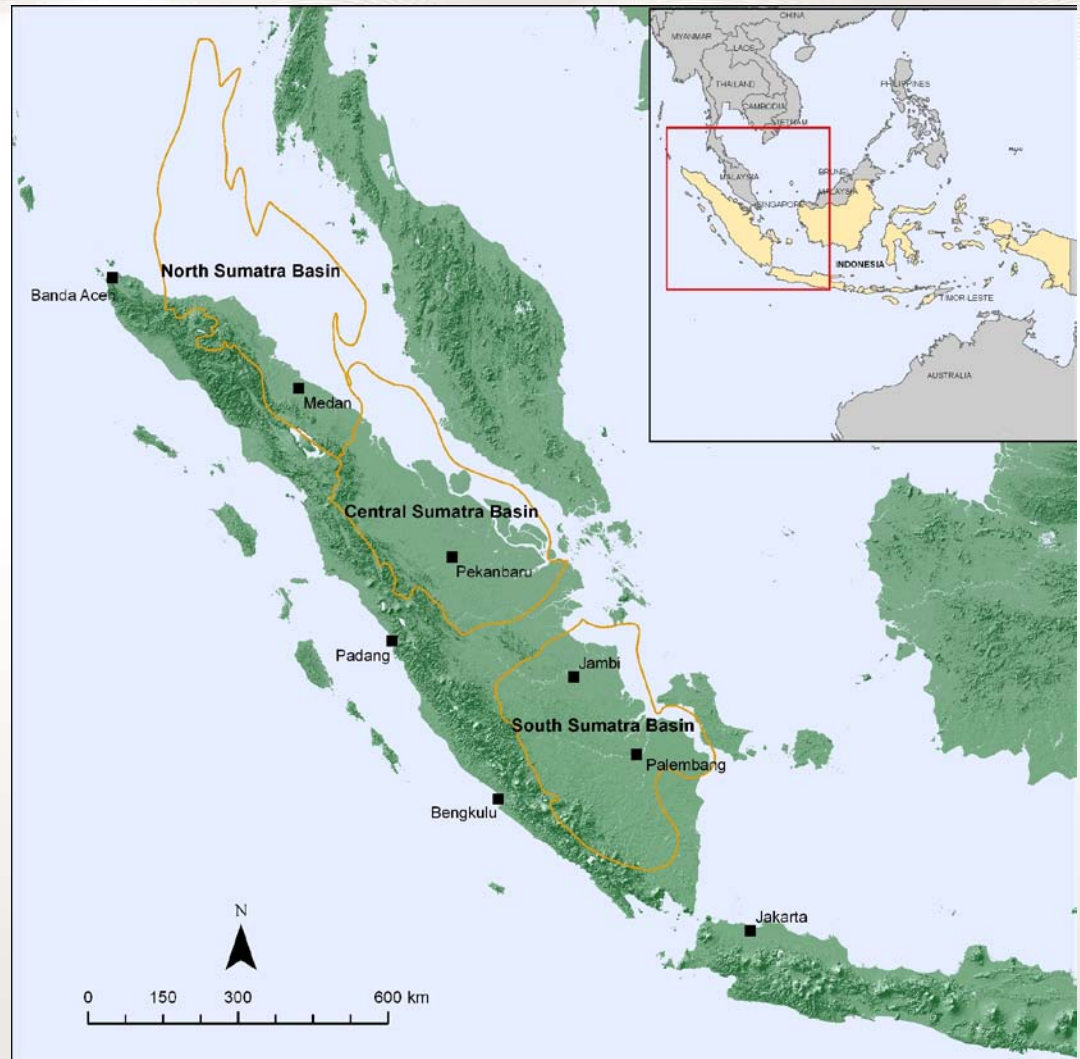 CHINA
MYANMAR
LAOS
THAILAND
PHILIPPINES
CAMBODIA
VIETNAM
MALAYSIA
BRUNEI
MALAYSIA
SINGAPORE
INDONESIA
TIMOR-LESTE
AUSTRALIA
North Sumatra Basin
Banda Aceh
Medan
Central Sumatra Basin
Pekanbaru
Padang
Jambi
South Sumatra Basin
Palembang
Bengkulu
Jakarta
N
0 150 300 600 km